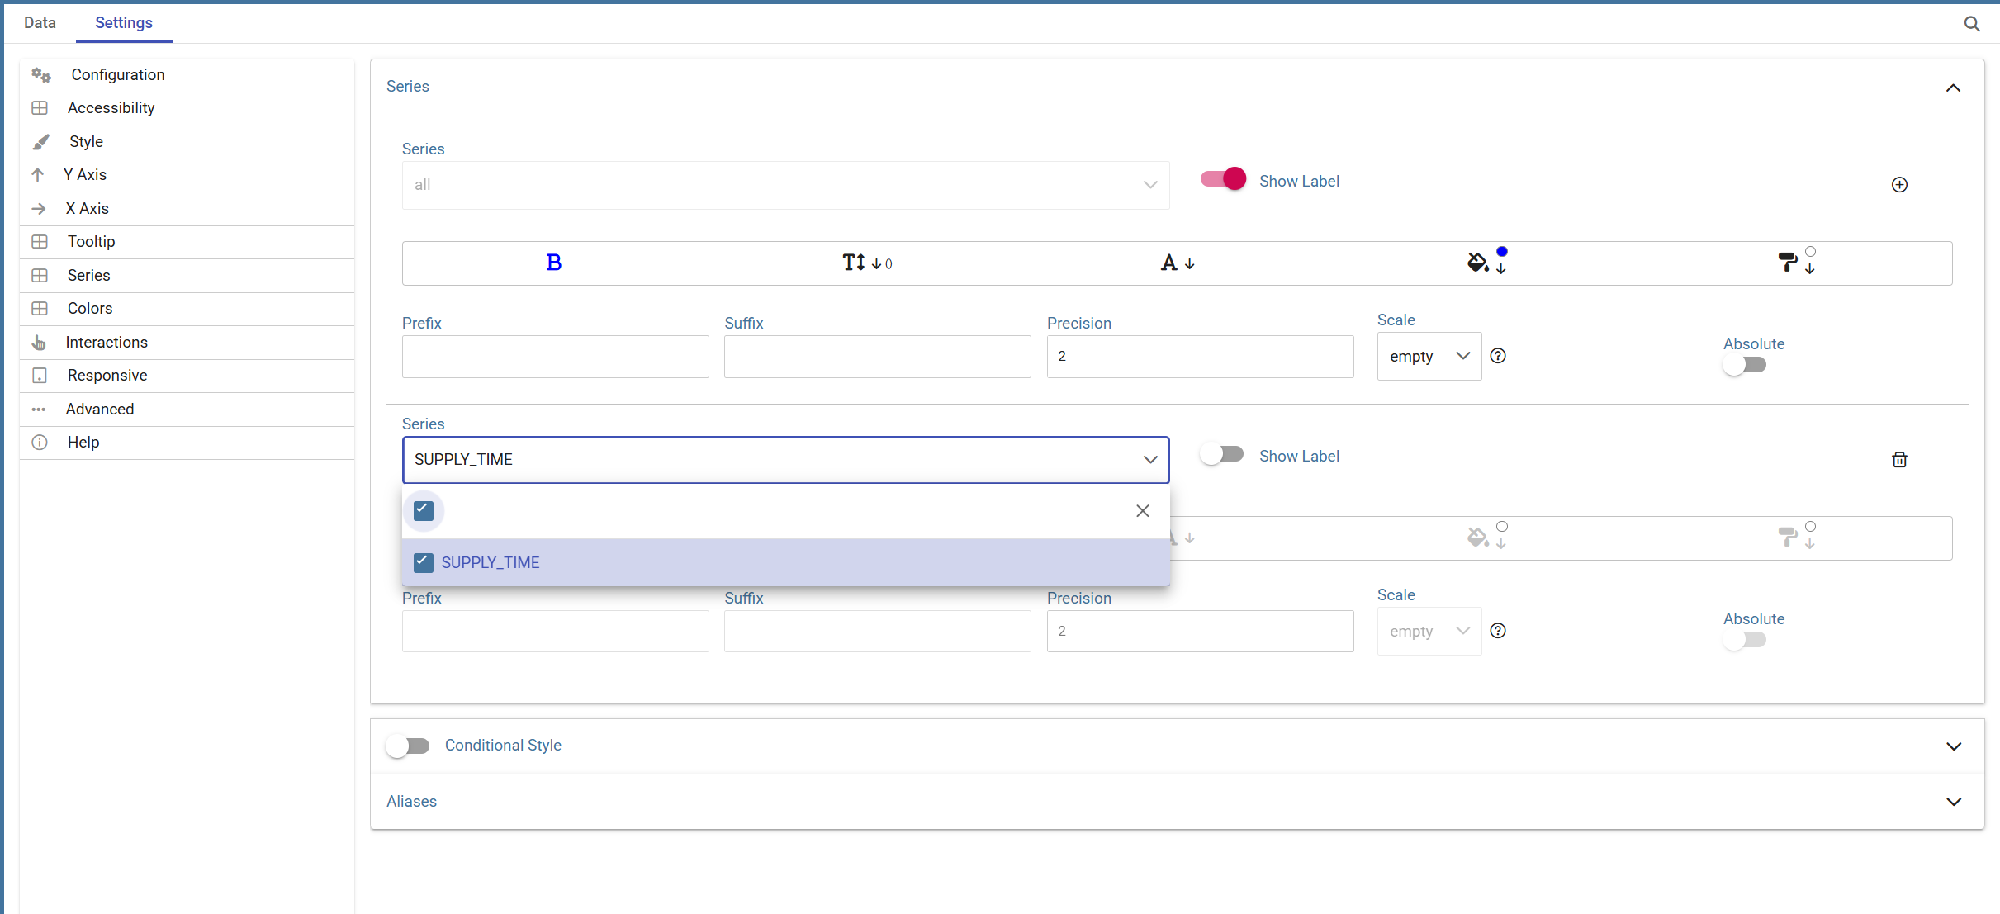 Data Settings
Configuration
Accessibility
Style
Y Axis
X Axis
Tooltip
Series
Colors
Interactions
Responsive
Advanced
Help
Series
Series
all
Show Label
B T 0 A
Prefix Suffix Precision Scale
2
empty
Absolute
Series
SUPPLY_TIME
Show Label
SUPPLY_TIME
Prefix Suffix Precision Scale
2
empty
Absolute
Conditional Style
Aliases